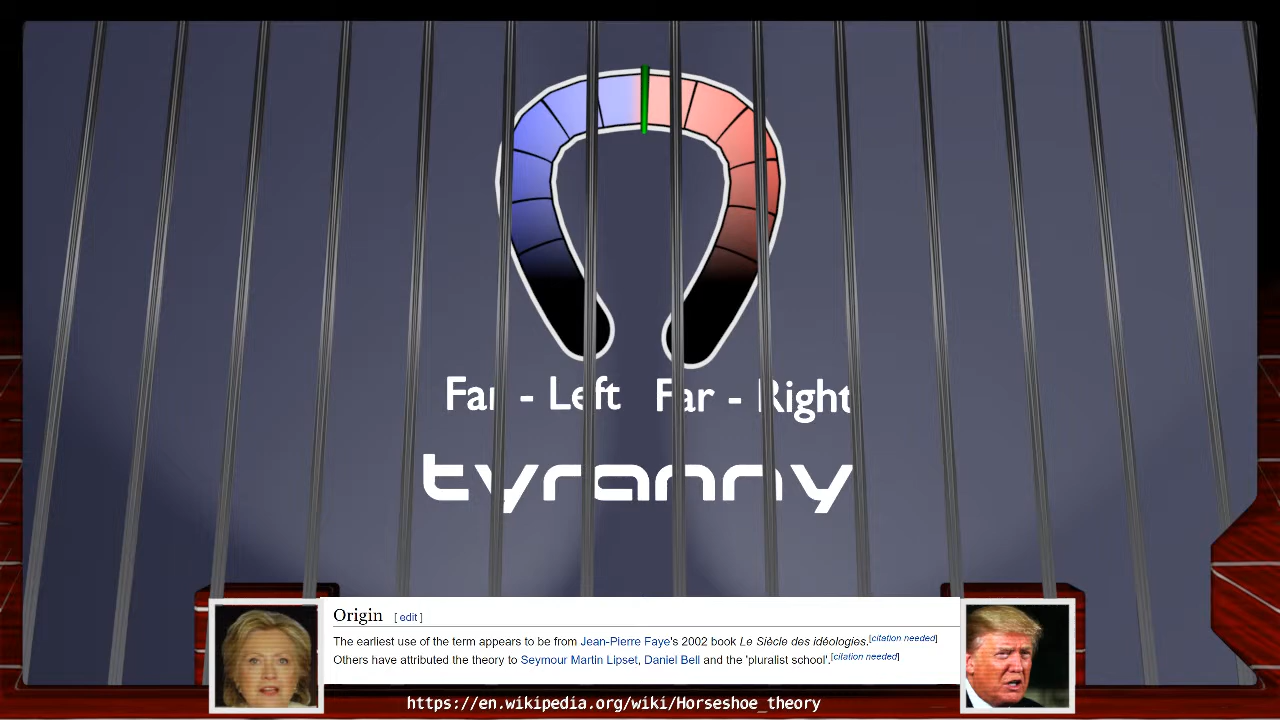 Far - Left Far - Right
tyranny
Origin [ edit ]
The earliest use of the term appears to be from Jean-Pierre Faye's 2002 book Le Siècle des idéologies.[citation needed]
Others have attributed the theory to Seymour Martin Lipset, Daniel Bell and the 'pluralist school'.[citation needed]
https://en.wikipedia.org/wiki/Horseshoe_theory